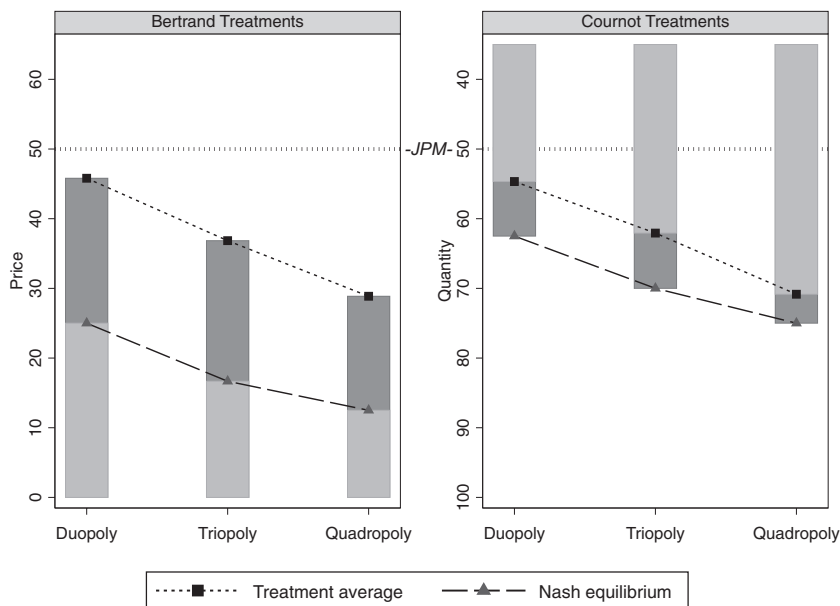 Bertrand Treatments
Cournot Treatments
Price
60
50
40
30
20
10
0
Duopoly
Triopoly
Quadropoly
-JPM-
Quantity
40
50
60
70
80
90
100
Duopoly
Triopoly
Quadropoly
Treatment average
Nash equilibrium